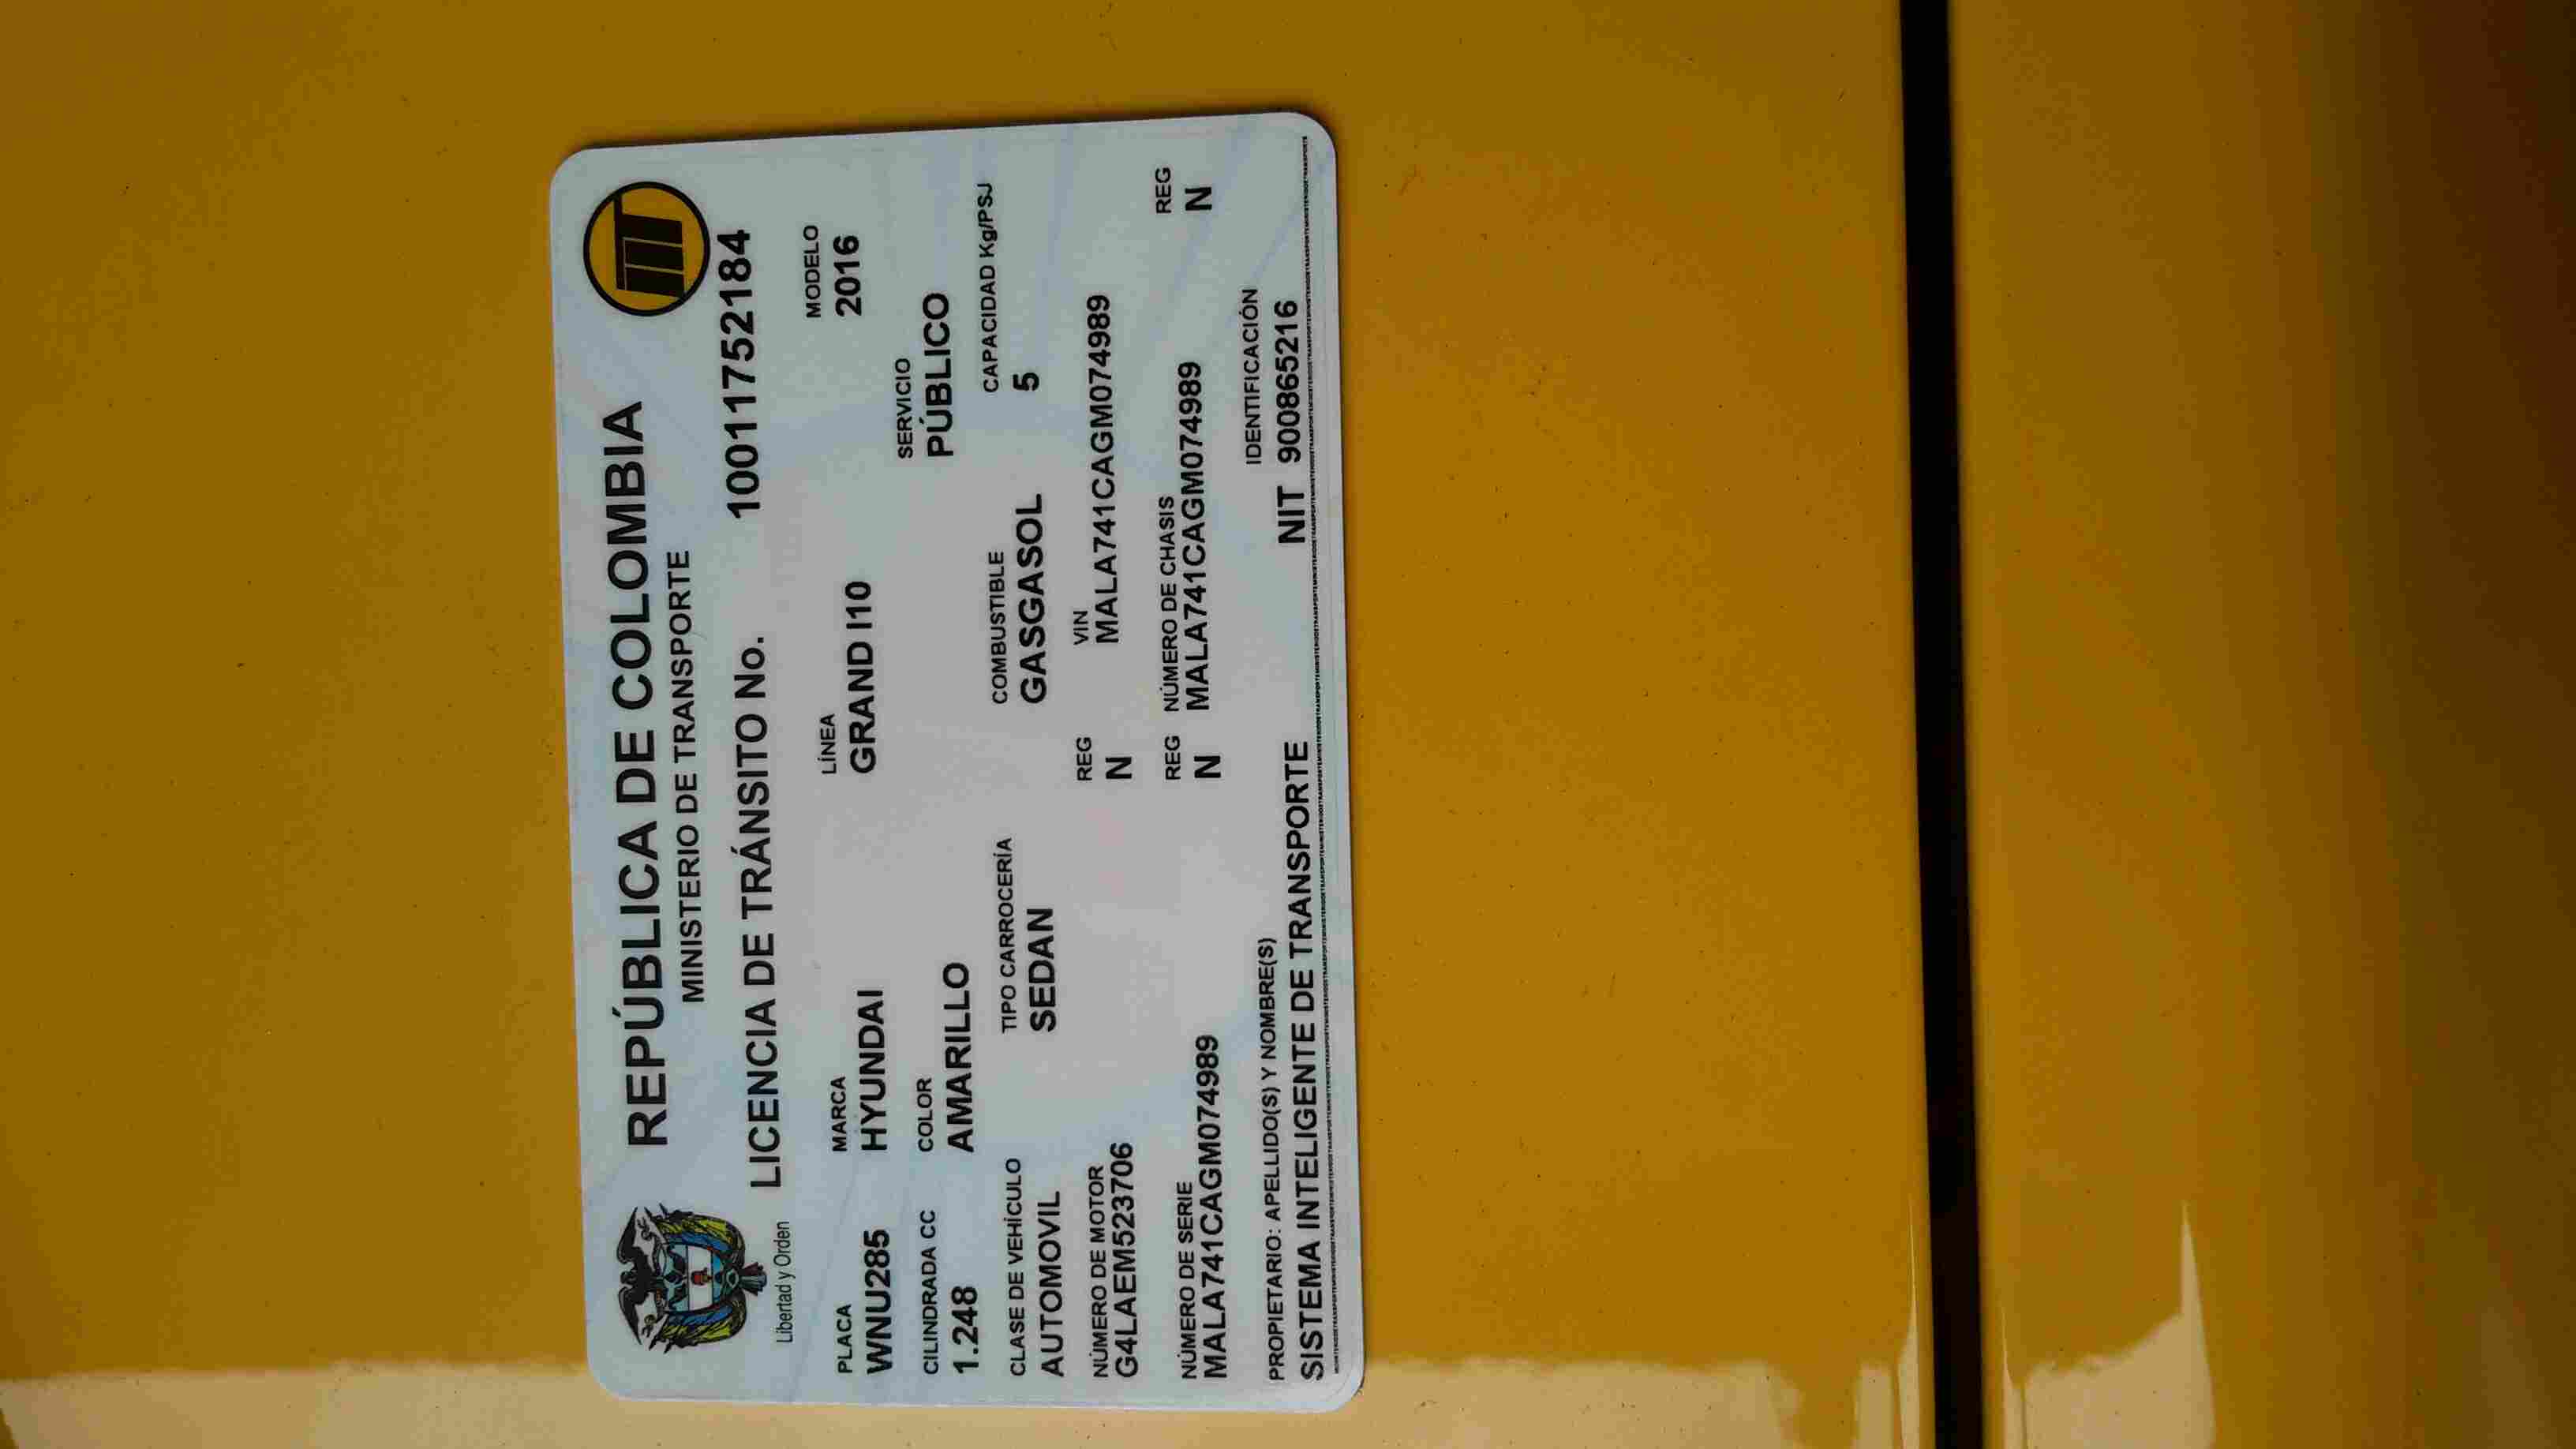 REPÚBLICA DE COLOMBIA
MINISTERIO DE TRANSPORTE
Libertad y Orden
LICENCIA DE TRÁNSITO No. 10011752184
PLACA MARCA LÍNEA MODELO
WNU285 HYUNDAI GRAND I10 2016
CILINDRADA CC COLOR SERVICIO
1.248 AMARILLO PÚBLICO
CLASE DE VEHÍCULO TIPO CARROCERÍA COMBUSTIBLE CAPACIDAD Kg/PSJ
AUTOMOVIL SEDAN GASGASOL 5
NÚMERO DE MOTOR REG VIN
G4LAEM523706 N MALA741CAGM074989
NÚMERO DE SERIE REG NÚMERO DE CHASIS REG
MALA741CAGM074989 N MALA741CAGM074989 N
PROPIETARIO: APELLIDO(S) Y NOMBRE(S) IDENTIFICACIÓN
SISTEMA INTELIGENTE DE TRANSPORTE NIT 900865216